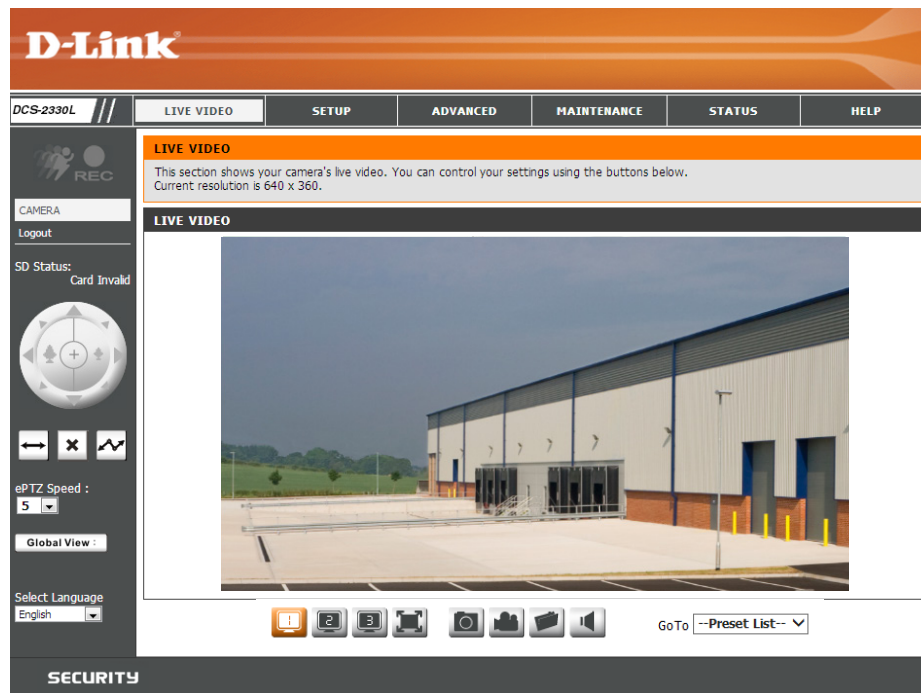 D-Link®
DCS-2330L
LIVE VIDEO
SETUP
ADVANCED
MAINTENANCE
STATUS
HELP
REC
CAMERA
Logout
SD Status:
Card Invalid
ePTZ Speed :
5
Global View :
Select Language
English
LIVE VIDEO
This section shows your camera's live video. You can control your settings using the buttons below.
Current resolution is 640 x 360.
LIVE VIDEO
1
2
3
GoTo --Preset List--
SECURITY